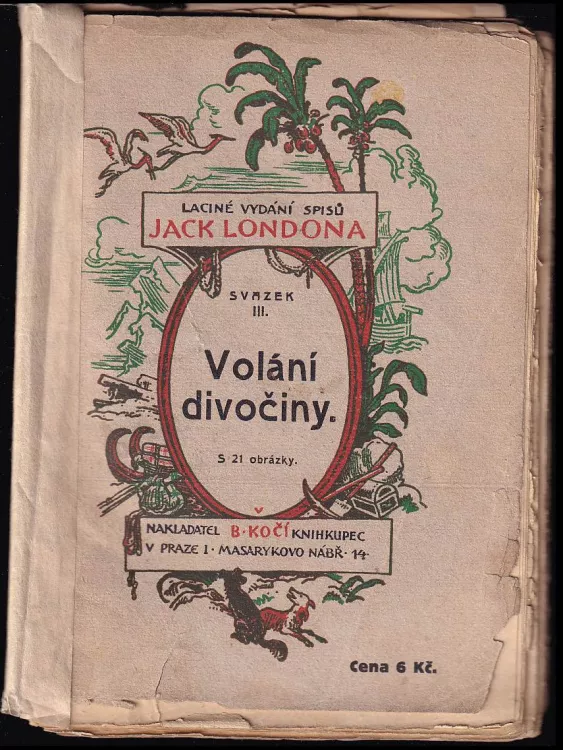 LACINÉ VYDÁNÍ SPISŮ
JACK LONDONA
SVAZEK
III.
Volání
divočiny.
S 21 obrázky.
NAKLADATEL B·KOČÍ KNIHKUPEC
V PRAZE I· MASARYKOVO NÁBŘ· 14·
Cena 6 Kč.